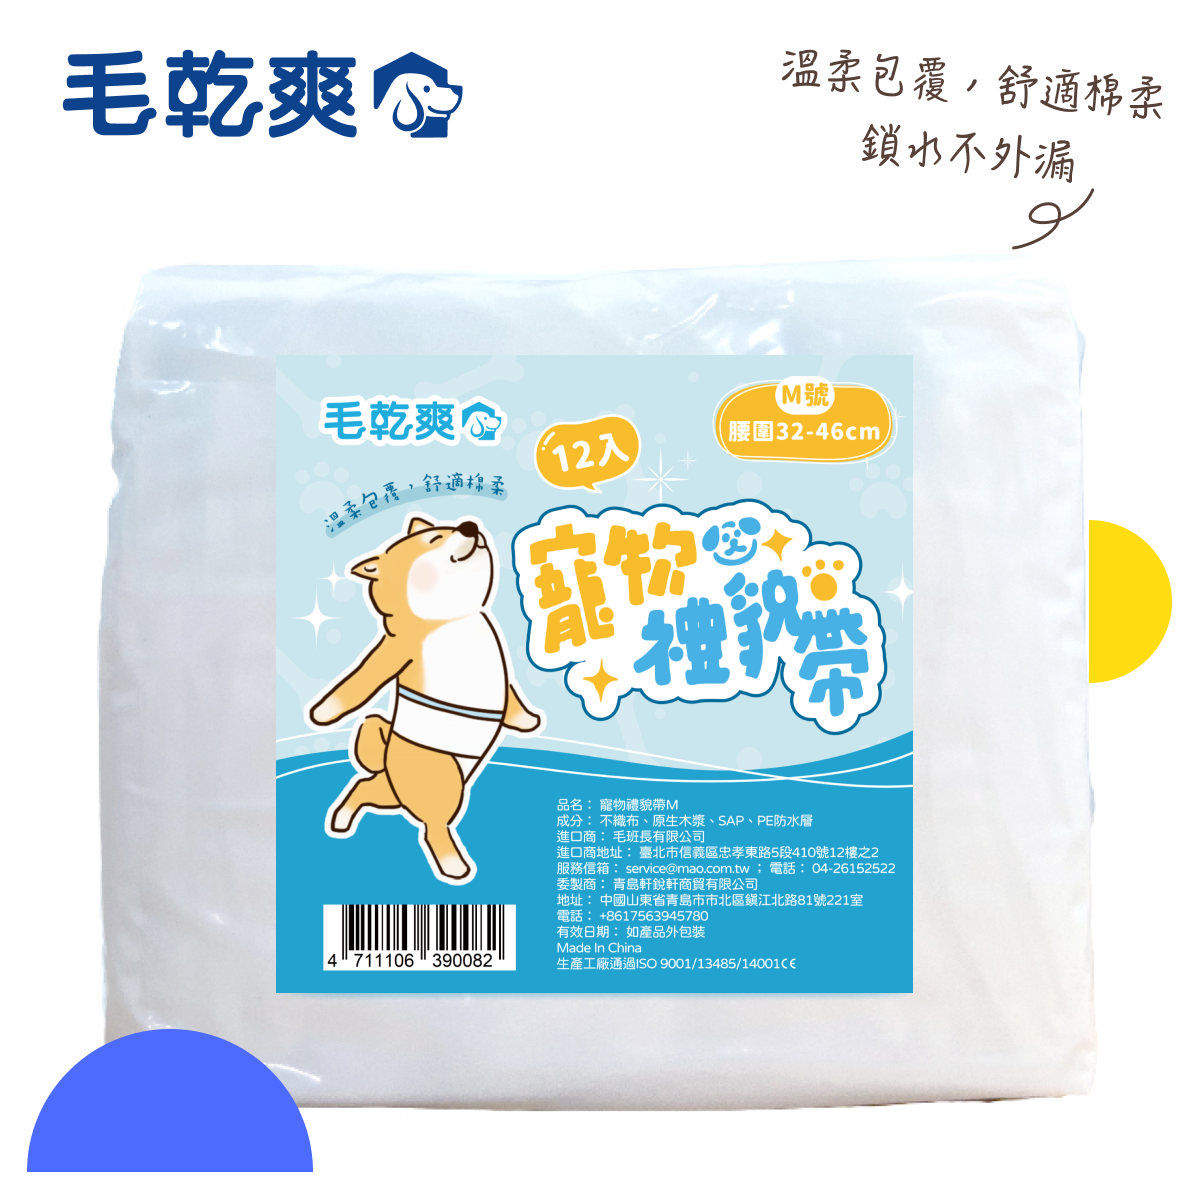 毛乾爽
溫柔包覆，舒適棉柔
鎖水不外漏
毛乾爽
溫柔包覆，舒適棉柔
12入
M號
腰圍32-46cm
寵物
禮貌帶
品名： 寵物禮貌帶M
成分： 不織布、原生木漿、SAP、PE防水層
進口商： 毛班長有限公司
進口商地址： 臺北市信義區忠孝東路5段410號12樓之2
服務信箱： service@mao.com.tw ； 電話： 04-26152522
委製商： 青島軒銳軒商貿有限公司
地址： 中國山東省青島市市北區鎮江北路81號221室
電話： +8617563945780
有效日期： 如產品外包裝
Made In China
生產工廠通過ISO 9001/13485/14001CE
4 711106 390082